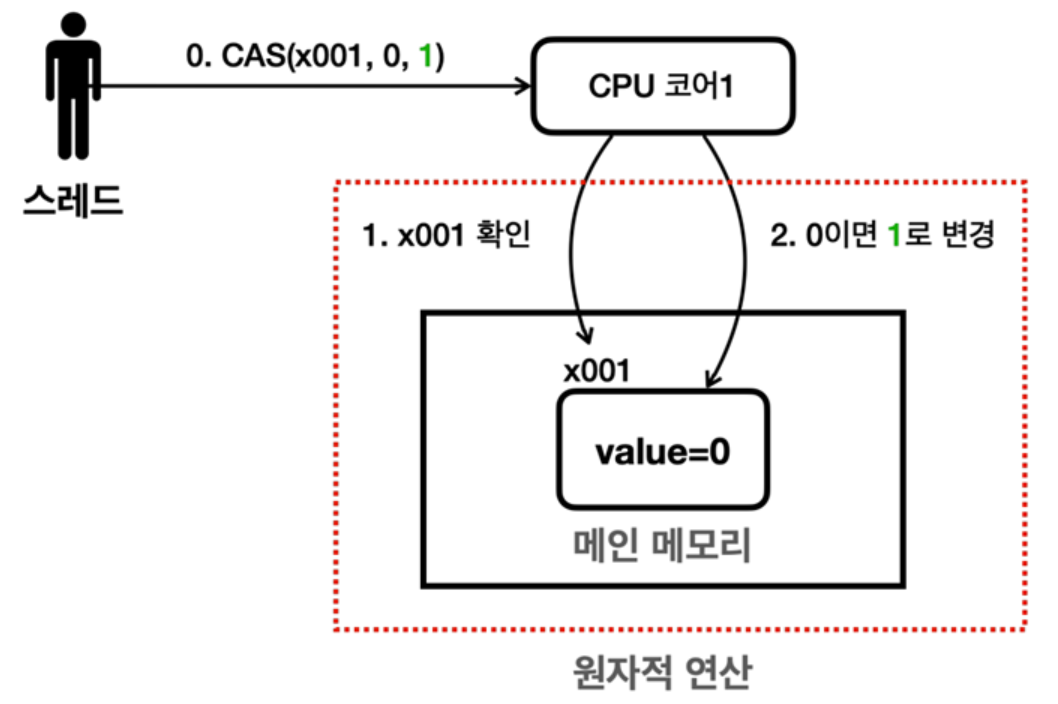 0. CAS(x001, 0, 1)
CPU 코어1
스레드
1. x001 확인
2. 0이면 1로 변경
x001
value=0
메인 메모리
원자적 연산